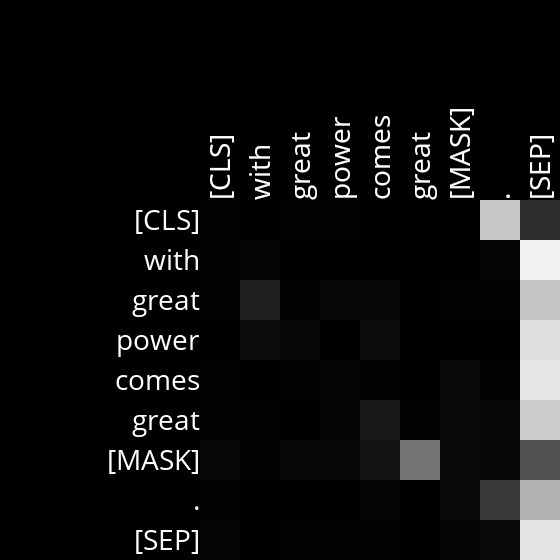 [CLS] with great power comes great [MASK] . [SEP]
[CLS]
with
great
power
comes
great
[MASK]
.
[SEP]